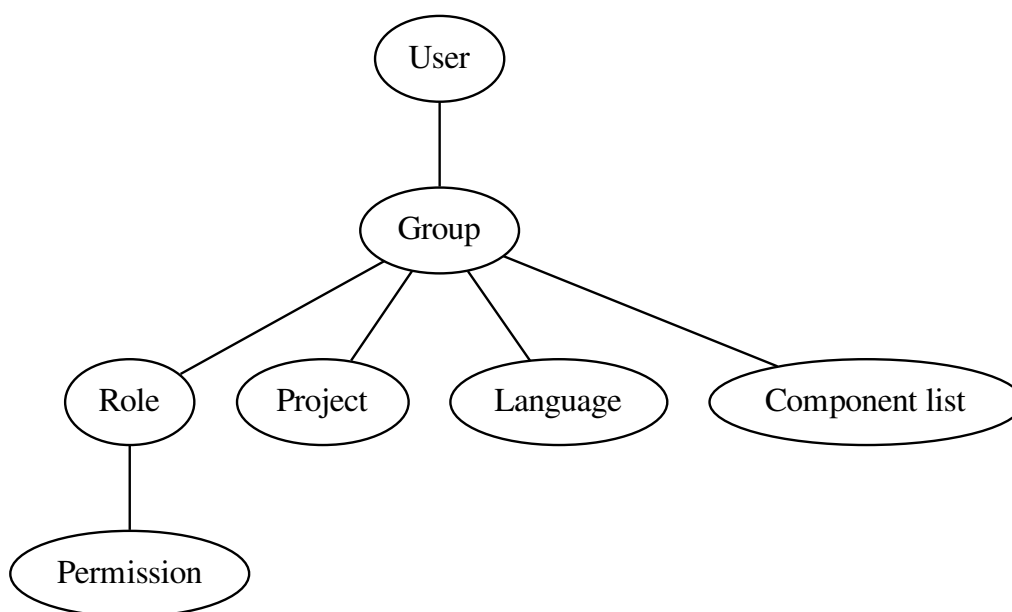 User
Group
Role
Project
Language
Component list
Permission